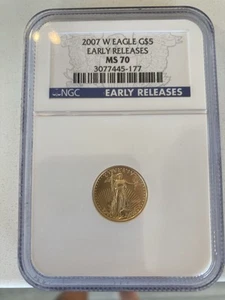 2007 W EAGLE G$5
EARLY RELEASES
MS 70
3077445-177
NGC EARLY RELEASES